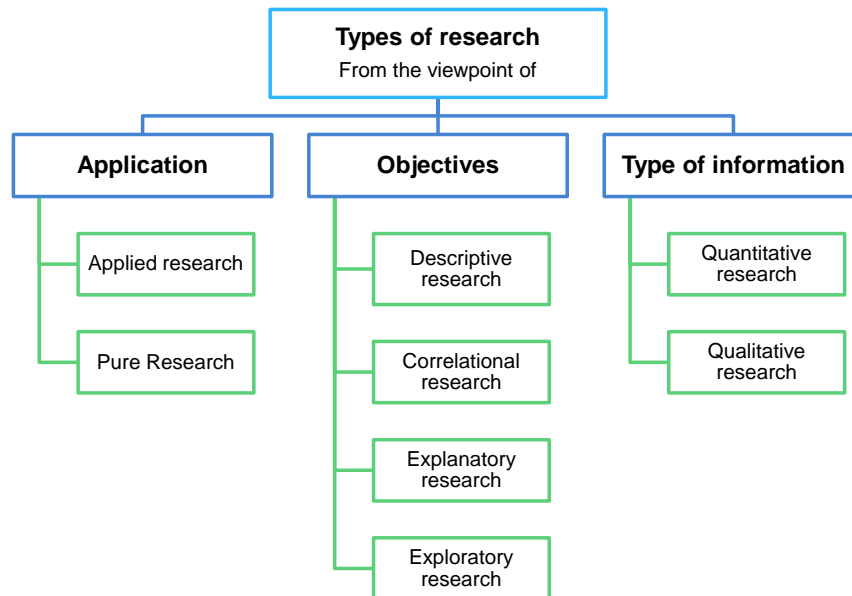 Types of research
From the viewpoint of
Application
Objectives
Type of information
Applied research
Pure Research
Descriptive
research
Correlational
research
Explanatory
research
Exploratory
research
Quantitative
research
Qualitative
research